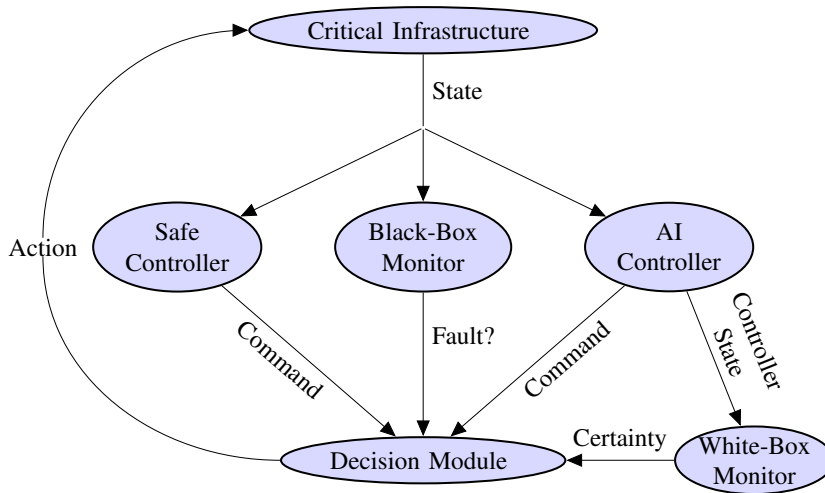 Critical Infrastructure
State
Safe
Controller
Black-Box
Monitor
AI
Controller
Action
Command
Fault?
Command
Controller
State
Certainty
Decision Module
White-Box
Monitor